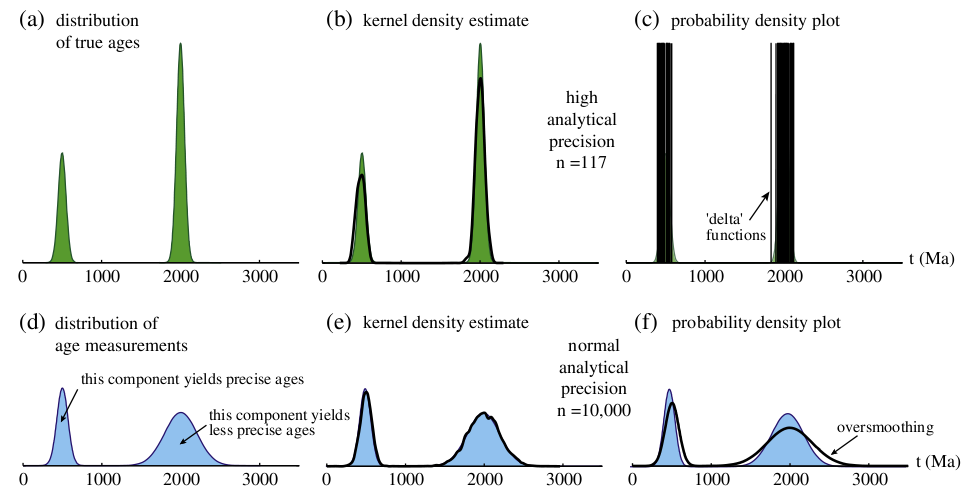 (a) distribution
of true ages
(b) kernel density estimate
(c) probability density plot
high
analytical
precision
n =117
'delta'
functions
0 1000 2000 3000
0 1000 2000 3000
0 1000 2000 3000
t (Ma)
(d) distribution of
age measurements
(e) kernel density estimate
(f) probability density plot
this component yields precise ages
this component yields
less precise ages
normal
analytical
precision
n =10,000
oversmoothing
0 1000 2000 3000
0 1000 2000 3000
0 1000 2000 3000
t (Ma)